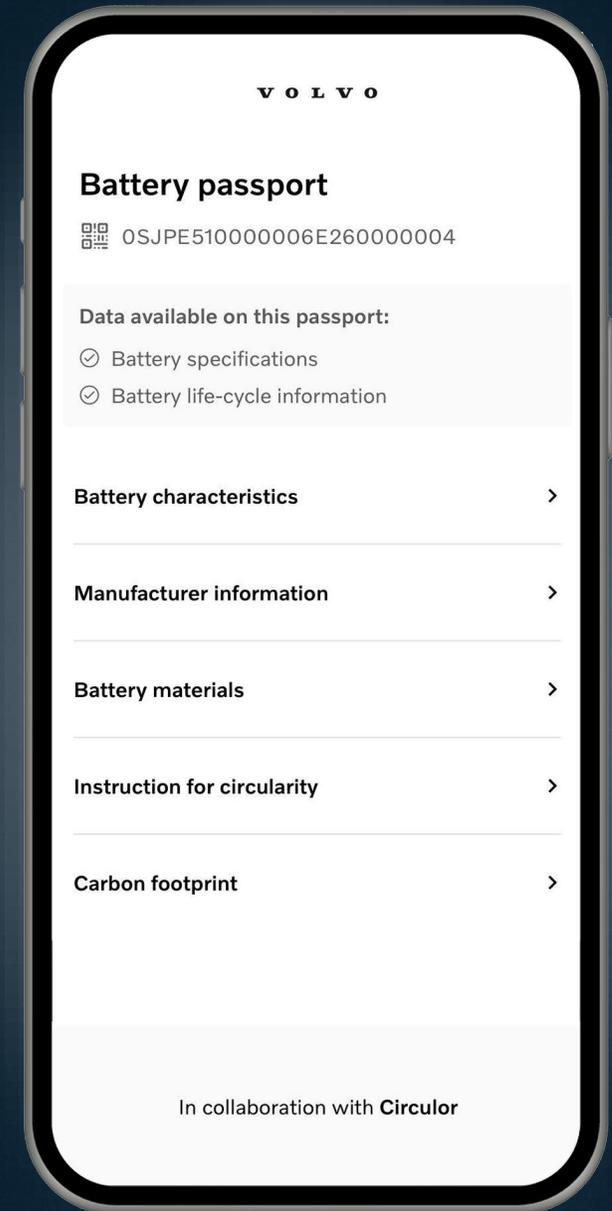 VOLVO
Battery passport
0SJPE510000006E260000004
Data available on this passport:
Battery specifications
Battery life-cycle information
Battery characteristics
Manufacturer information
Battery materials
Instruction for circularity
Carbon footprint
In collaboration with Circulor